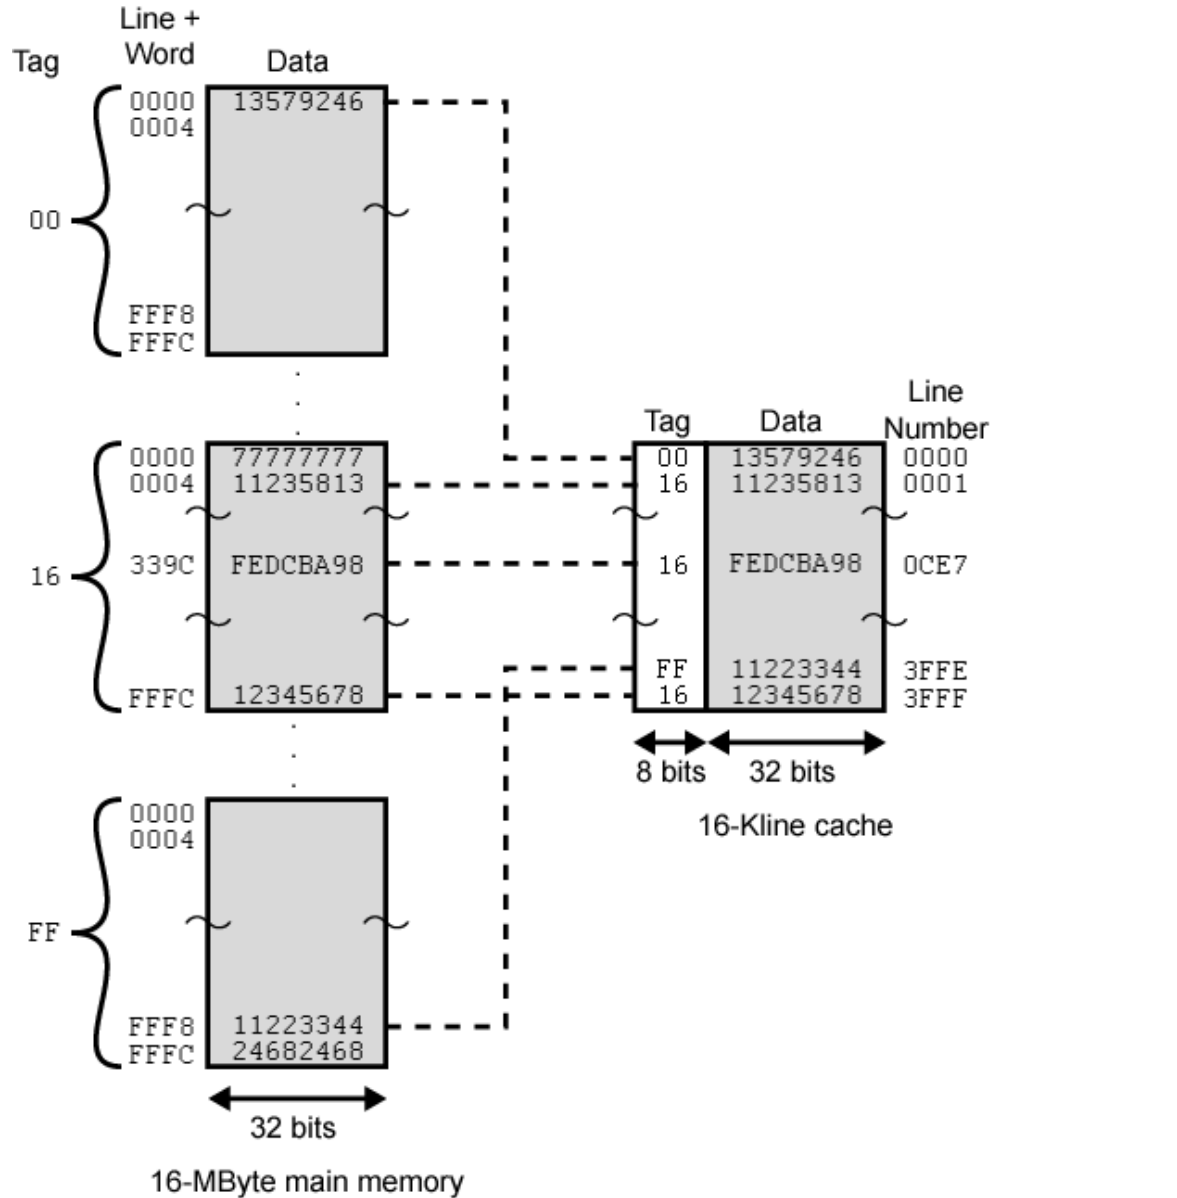 Line +
Tag Word Data
0000 13579246
0004
00
FFF8
FFFC
Line
Tag Data Number
0000 77777777 00 13579246 0000
0004 11235813 16 11235813 0001
16 339C FEDCBA98 16 FEDCBA98 0CE7
FF 11223344 3FFE
FFFC 12345678 16 12345678 3FFF
8 bits 32 bits
16-Kline cache
0000
0004
FF
FFF8 11223344
FFFC 24682468
32 bits
16-MByte main memory